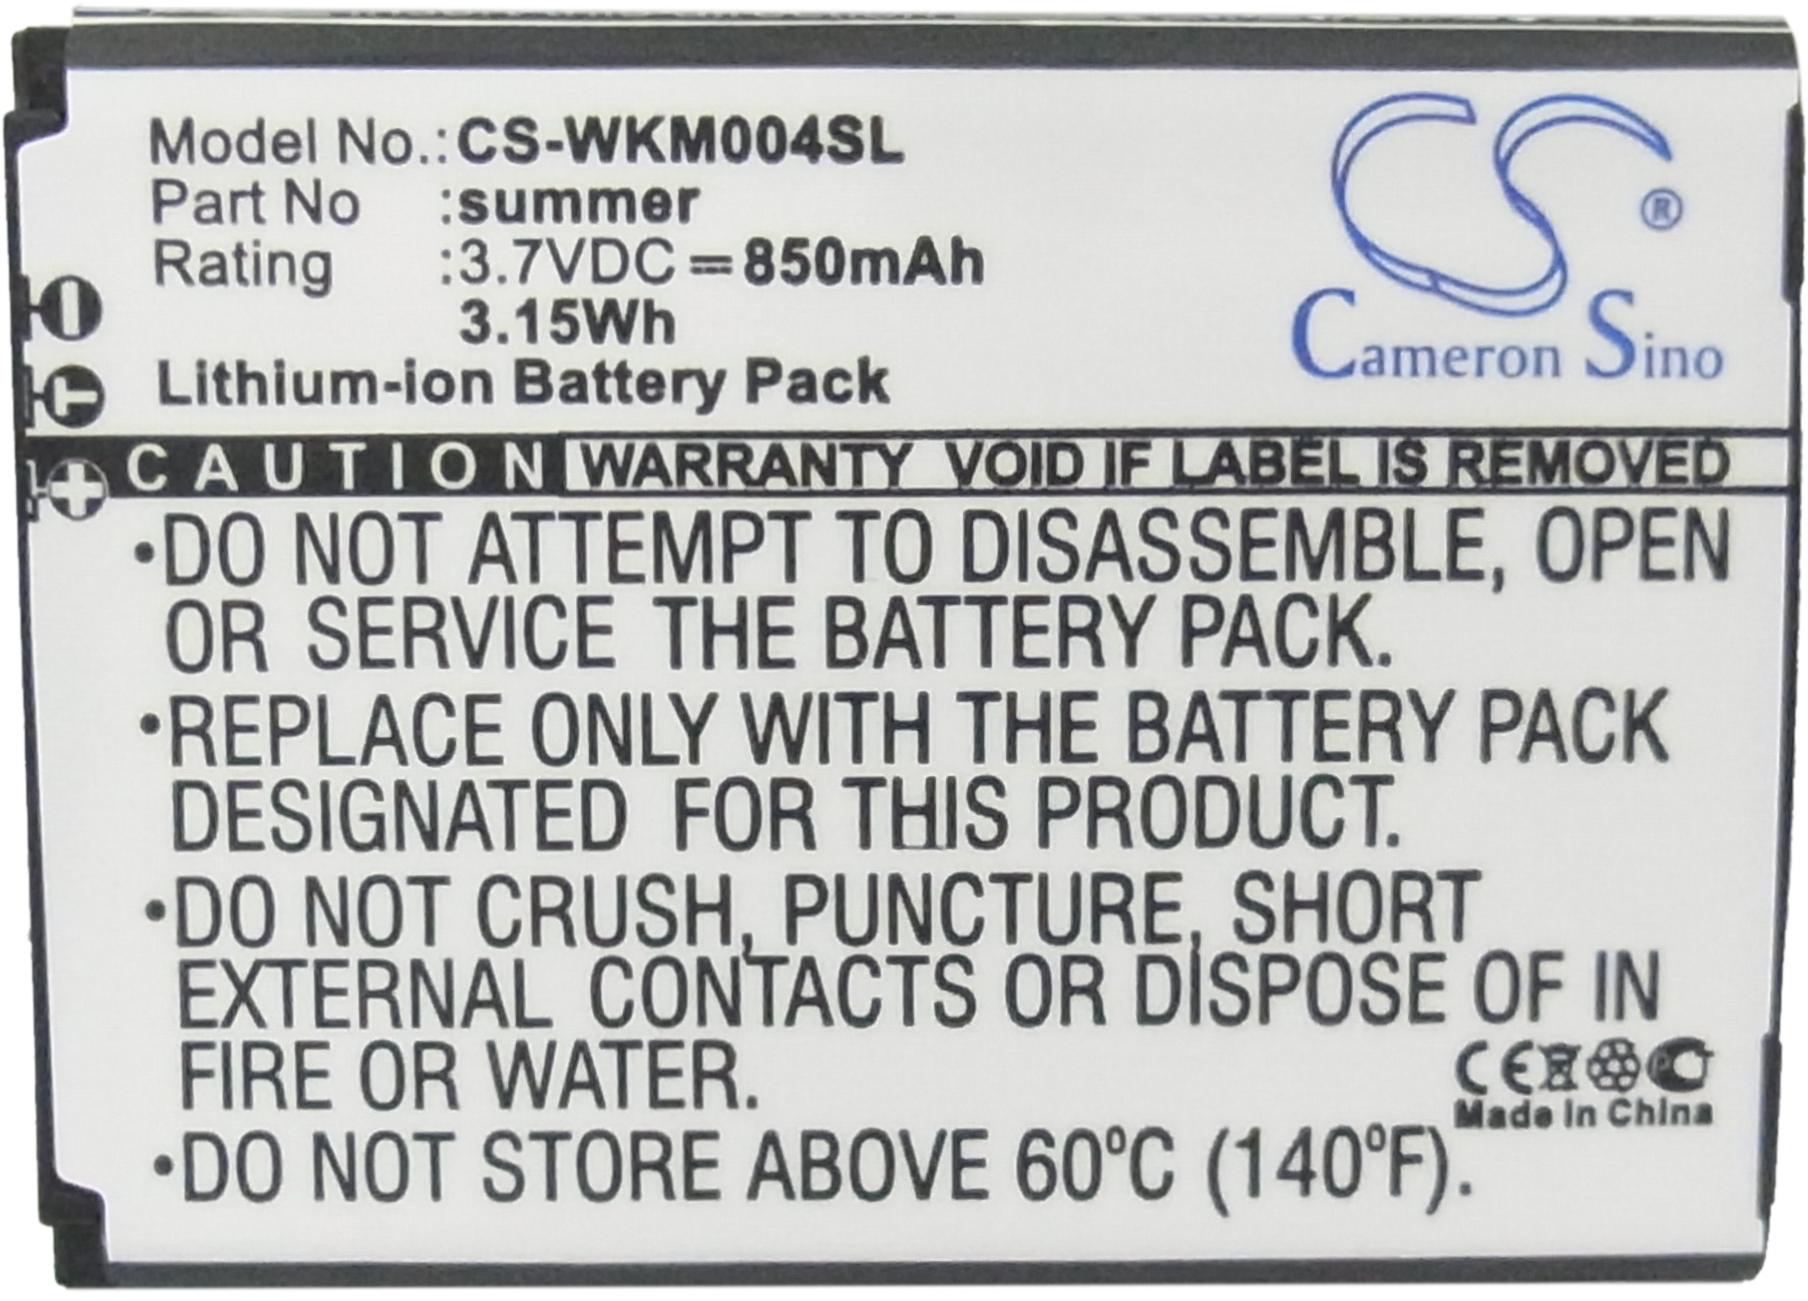 Model No.:CS-WKM004SL
Part No :summer
Rating :3.7VDC⎓850mAh
3.15Wh
Lithium-ion Battery Pack
CS®
Cameron Sino
CAUTION WARRANTY VOID IF LABEL IS REMOVED
•DO NOT ATTEMPT TO DISASSEMBLE, OPEN
OR SERVICE THE BATTERY PACK.
•REPLACE ONLY WITH THE BATTERY PACK
DESIGNATED FOR THIS PRODUCT.
•DO NOT CRUSH, PUNCTURE, SHORT
EXTERNAL CONTACTS OR DISPOSE OF IN
FIRE OR WATER.
CE
Made in China
•DO NOT STORE ABOVE 60°C (140°F).